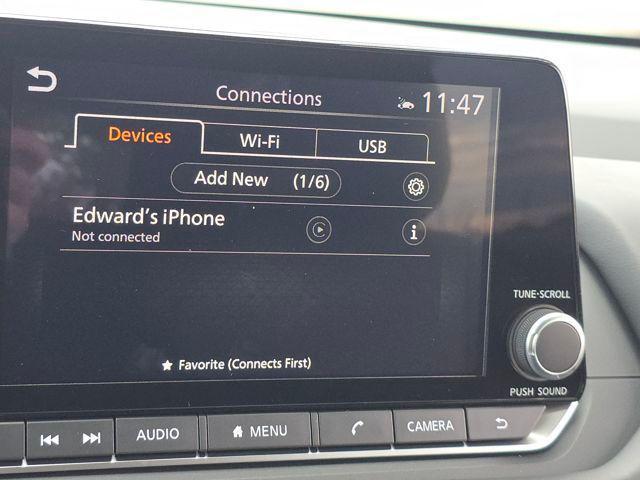 Connections
11:47
Devices
Wi-Fi
USB
Add New (1/6)
Edward's iPhone
Not connected
i
★ Favorite (Connects First)
TUNE·SCROLL
PUSH SOUND
AUDIO
MENU
CAMERA